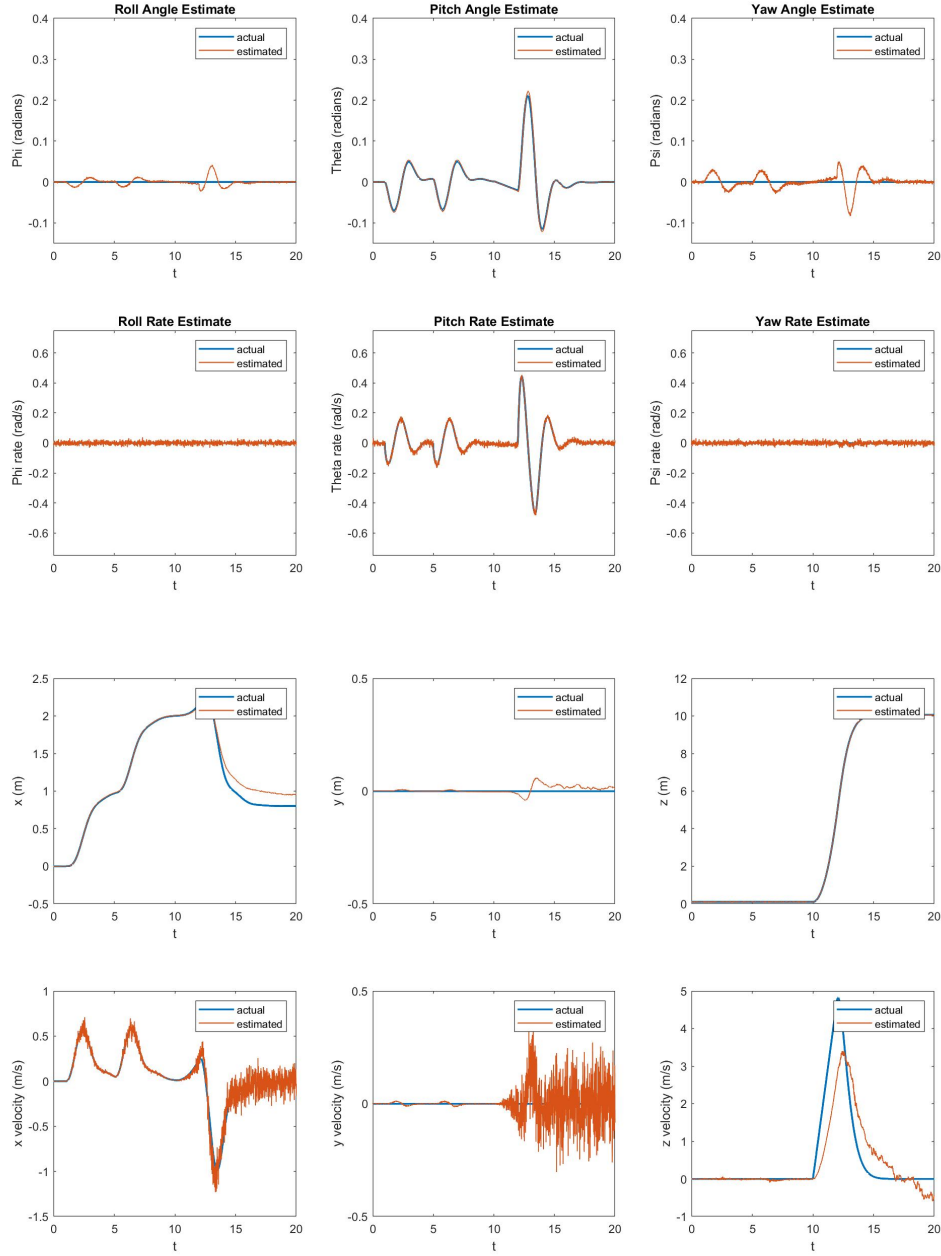 Roll Angle Estimate
0.4
0.3
0.2
0.1
0
-0.1
Phi (radians)
0
5
10
15
20
t
actual
estimated
Pitch Angle Estimate
0.4
0.3
0.2
0.1
0
-0.1
Theta (radians)
0
5
10
15
20
t
actual
estimated
Yaw Angle Estimate
0.4
0.3
0.2
0.1
0
-0.1
Psi (radians)
0
5
10
15
20
t
actual
estimated
Roll Rate Estimate
0.6
0.4
0.2
0
-0.2
-0.4
-0.6
Phi rate (rad/s)
0
5
10
15
20
t
actual
estimated
Pitch Rate Estimate
0.6
0.4
0.2
0
-0.2
-0.4
-0.6
Theta rate (rad/s)
0
5
10
15
20
t
actual
estimated
Yaw Rate Estimate
0.6
0.4
0.2
0
-0.2
-0.4
-0.6
Psi rate (rad/s)
0
5
10
15
20
t
actual
estimated
2.5
2
1.5
1
0.5
0
-0.5
x (m)
0
5
10
15
20
t
actual
estimated
0.5
0
-0.5
y (m)
0
5
10
15
20
t
actual
estimated
12
10
8
6
4
2
0
z (m)
0
5
10
15
20
t
actual
estimated
1
0.5
0
-0.5
-1
-1.5
x velocity (m/s)
0
5
10
15
20
t
actual
estimated
0.5
0
-0.5
y velocity (m/s)
0
5
10
15
20
t
actual
estimated
5
4
3
2
1
0
-1
z velocity (m/s)
0
5
10
15
20
t
actual
estimated